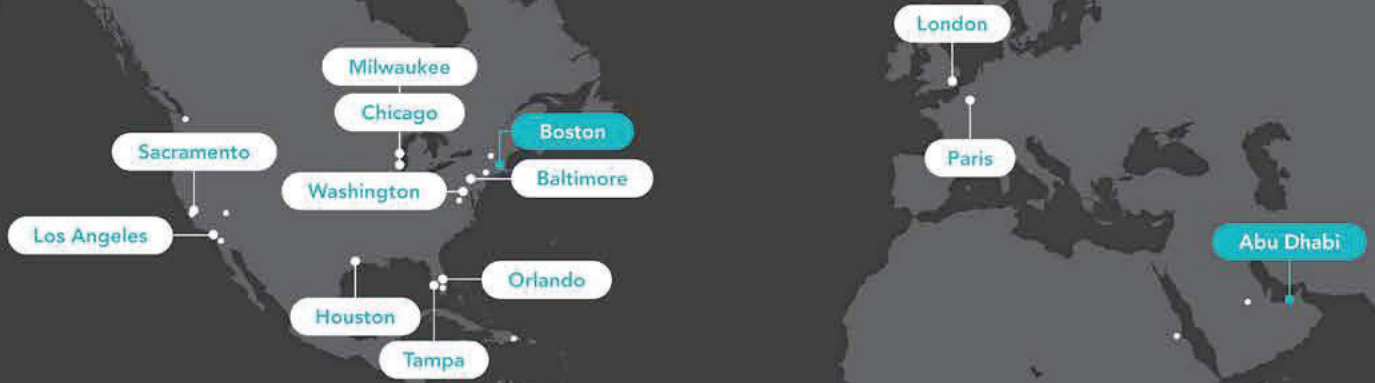 London
Milwaukee
Chicago
Boston
Sacramento
Paris
Washington
Baltimore
Los Angeles
Abu Dhabi
Orlando
Houston
Tampa